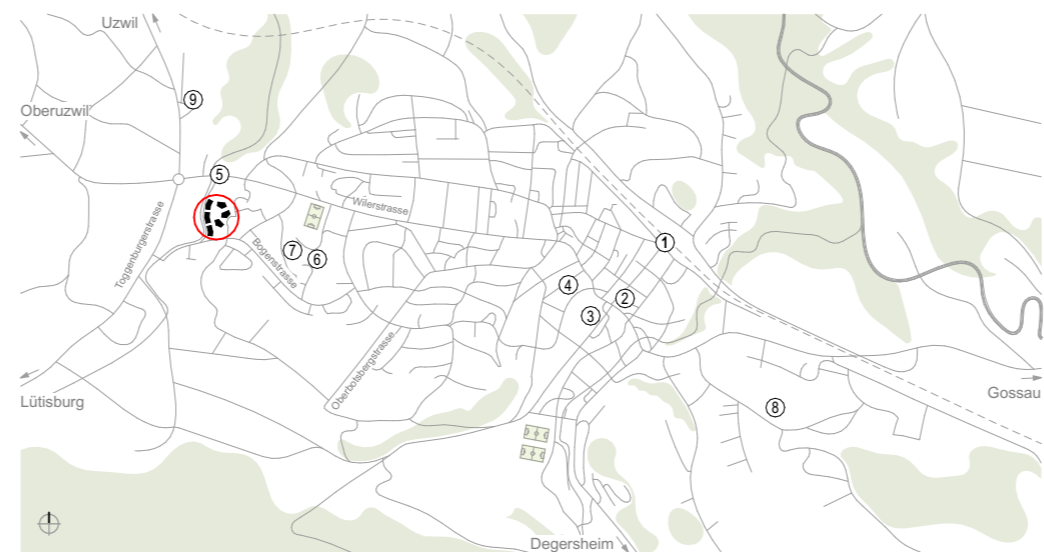 Uzwil
Oberuzwil
9
5
Wilerstrasse
Toggenburgerstrasse
Bogenstrasse
7
6
1
4
2
3
Oberbotsbergstrasse
Lütisburg
Gossau
8
Degersheim